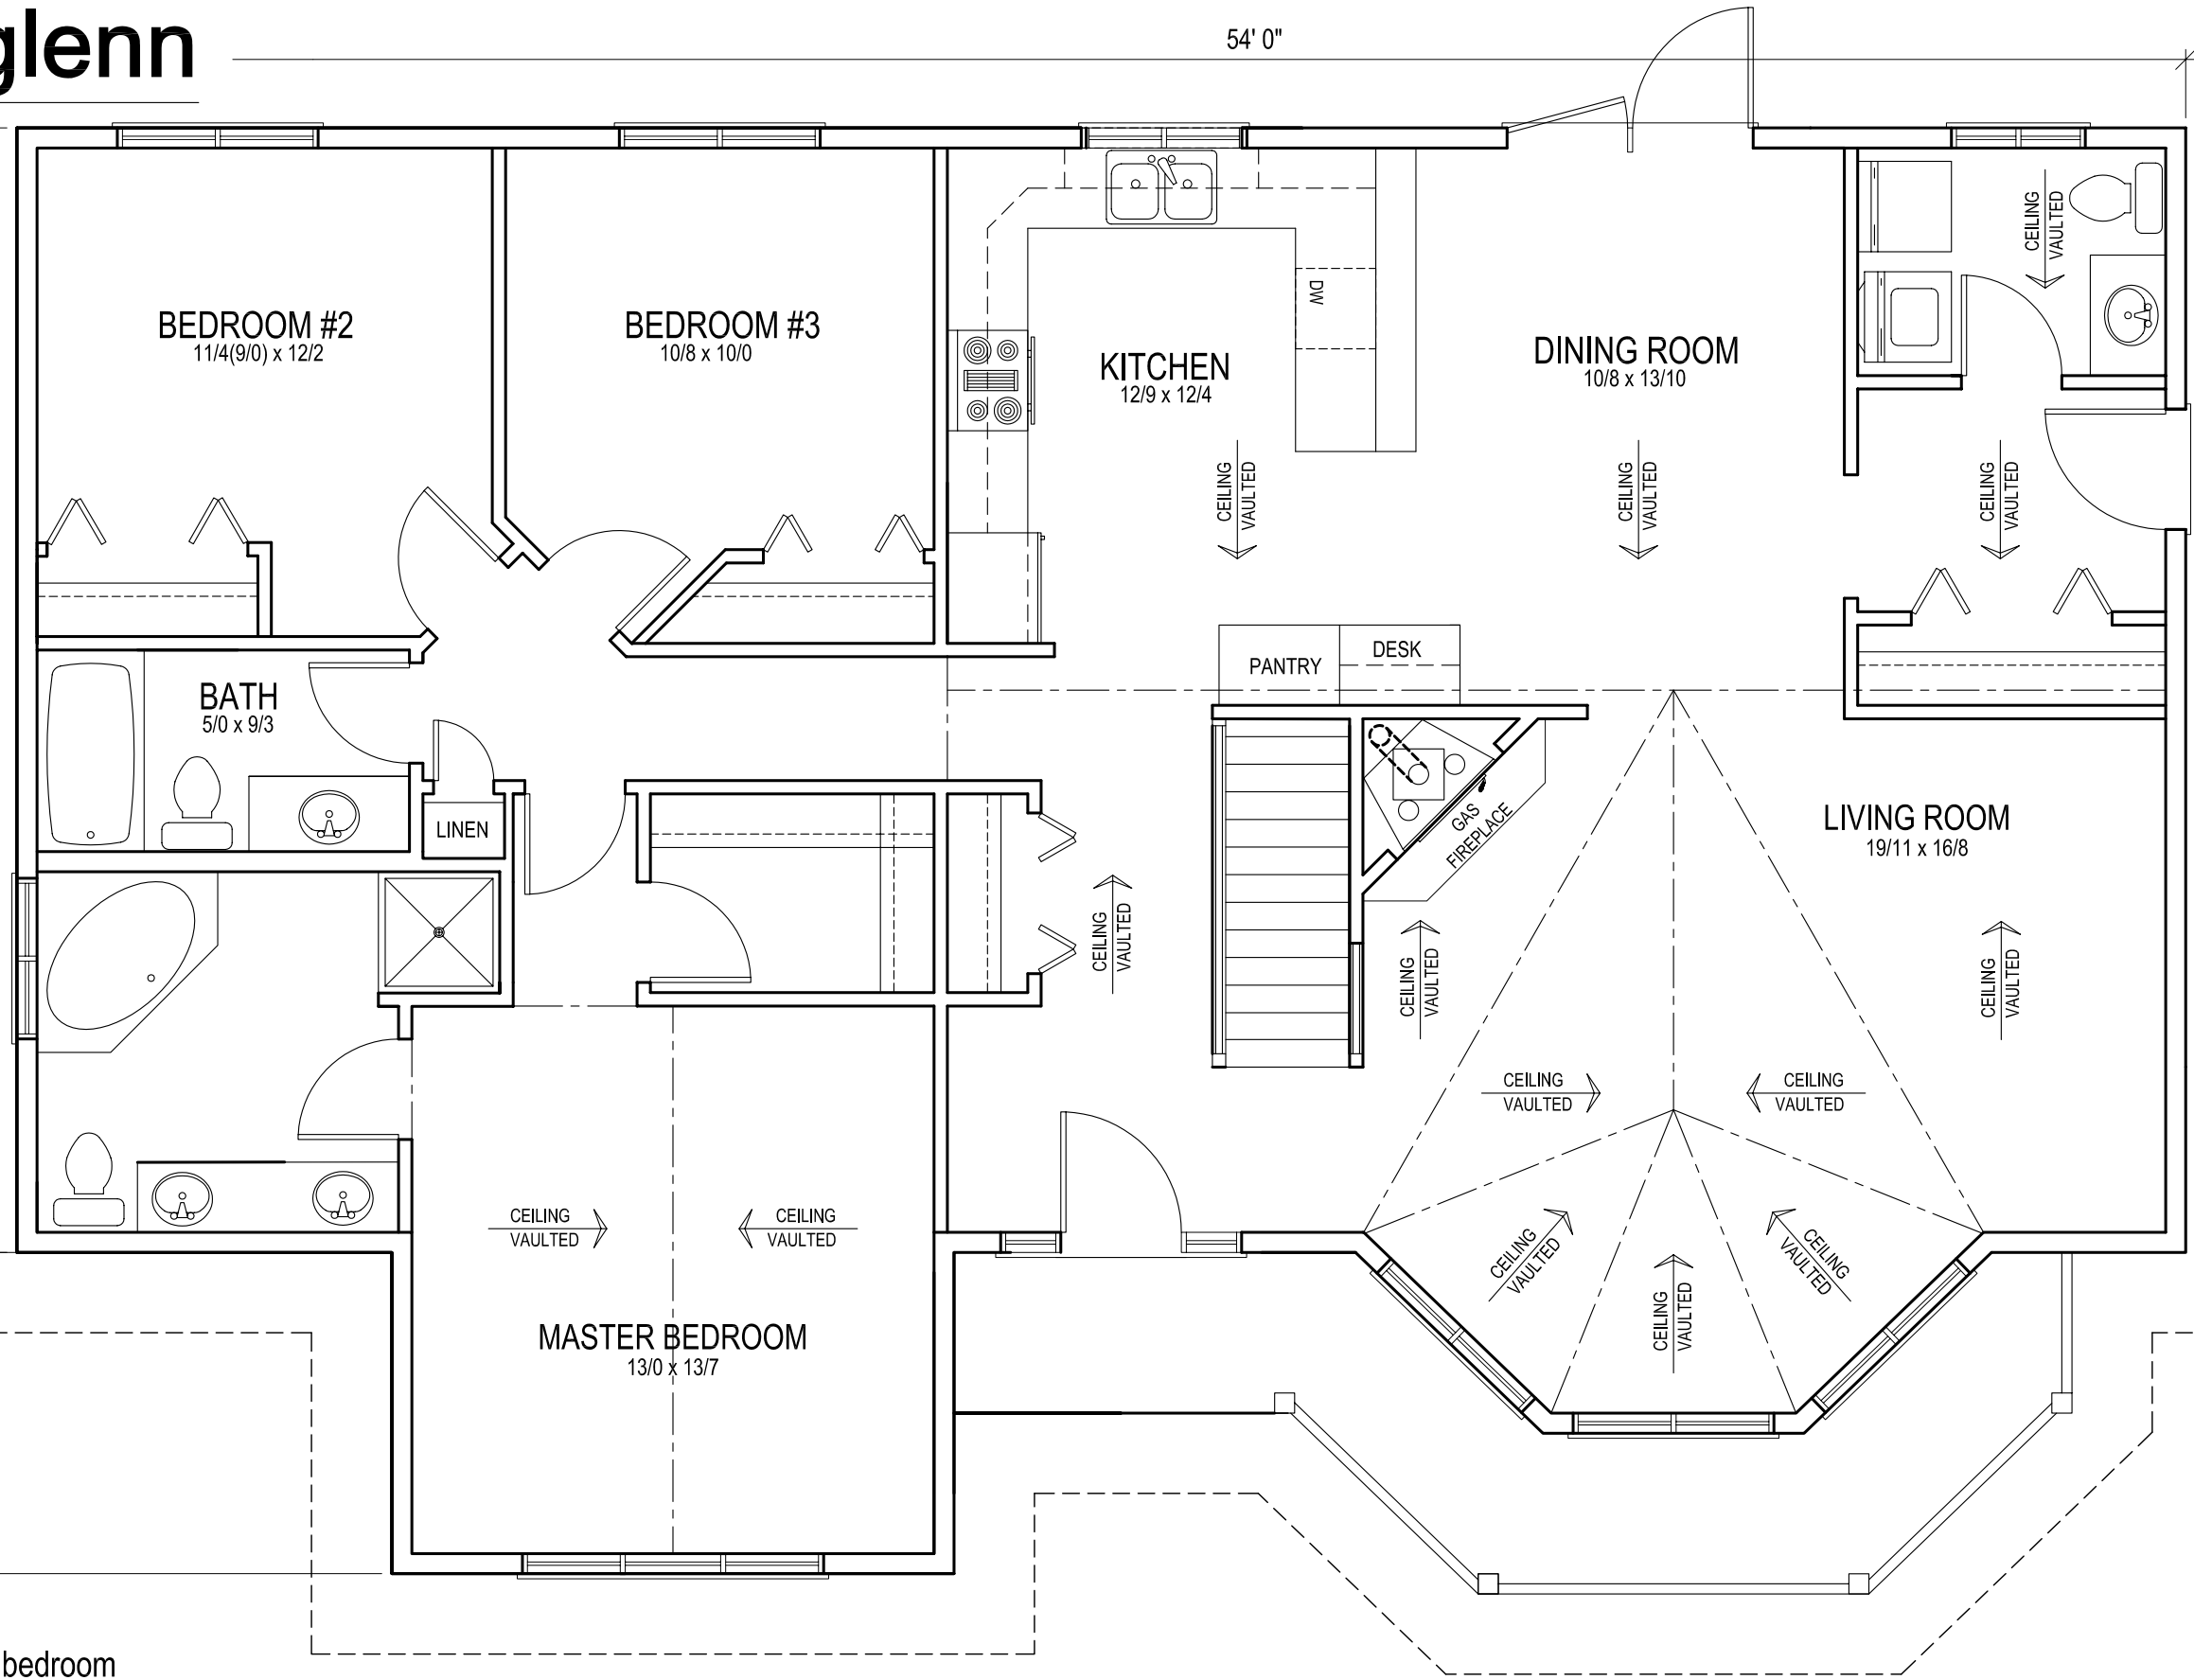 glenn
54' 0"
BEDROOM #2
11/4(9/0) x 12/2
BEDROOM #3
10/8 x 10/0
KITCHEN
12/9 x 12/4
DW
DINING ROOM
10/8 x 13/10
CEILING
VAULTED
CEILING
VAULTED
CEILING
VAULTED
CEILING
VAULTED
PANTRY
DESK
BATH
5/0 x 9/3
LINEN
GAS
FIREPLACE
LIVING ROOM
19/11 x 16/8
CEILING
VAULTED
CEILING
VAULTED
CEILING
VAULTED
CEILING
VAULTED
CEILING
VAULTED
CEILING
VAULTED
CEILING
VAULTED
CEILING
VAULTED
CEILING
VAULTED
CEILING
VAULTED
MASTER BEDROOM
13/0 x 13/7
bedroom